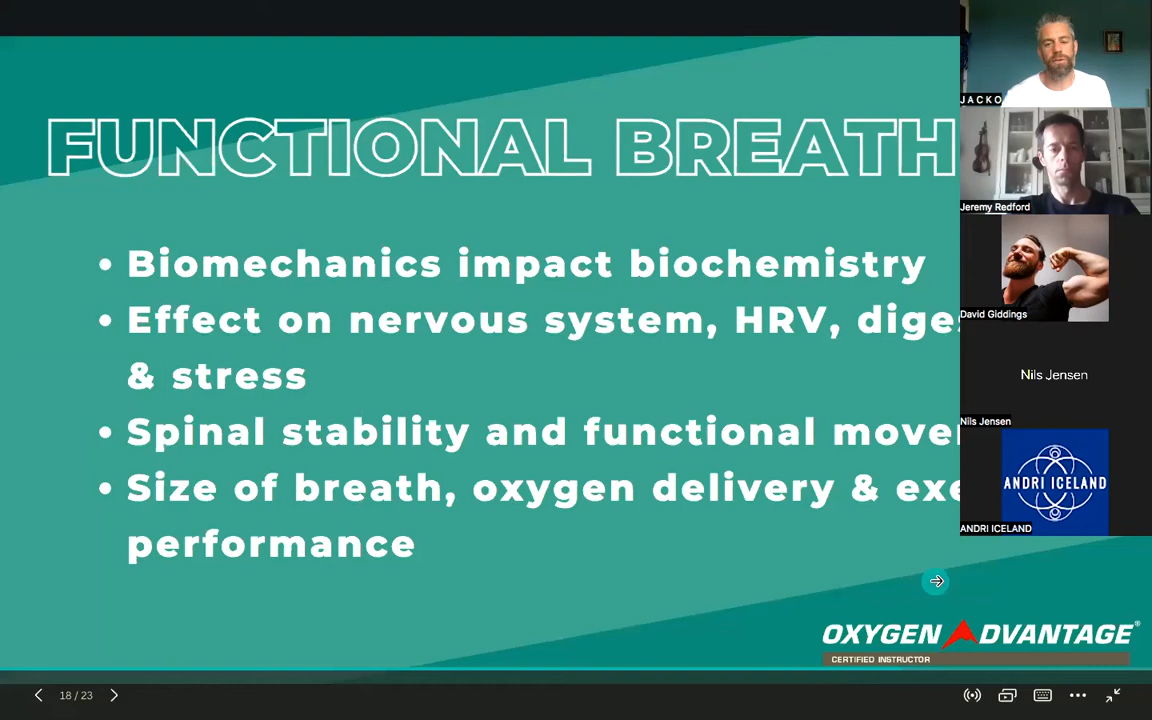 FUNCTIONAL BREATH
• Biomechanics impact biochemistry
• Effect on nervous system, HRV, diges
& stress
• Spinal stability and functional move
• Size of breath, oxygen delivery & exe
performance
JACKO
Jeremy Redford
David Giddings
Nils Jensen
Nils Jensen
ANDRI ICELAND
ANDRI ICELAND
OXYGEN ADVANTAGE®
CERTIFIED INSTRUCTOR
18 / 23